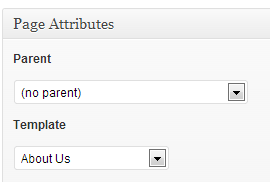 Page Attributes
Parent
(no parent)
Template
About Us